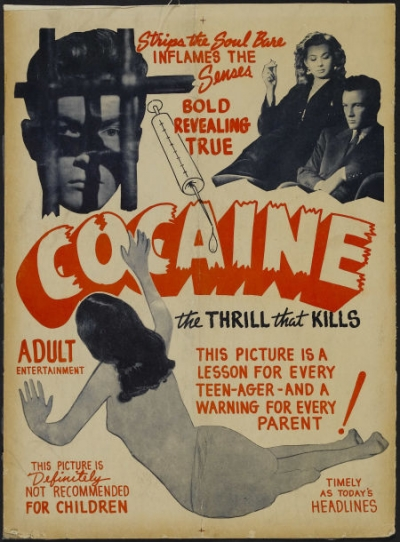 Strips the Soul Bare
INFLAMES THE
Senses
BOLD
REVEALING
TRUE
COCAINE
the THRILL that KILLS
ADULT
ENTERTAINMENT
THIS PICTURE IS A
LESSON FOR EVERY
TEEN-AGER-AND A
WARNING FOR EVERY
PARENT !
THIS PICTURE IS
Definitely
NOT RECOMMENDED
FOR CHILDREN
TIMELY
AS TODAY'S
HEADLINES